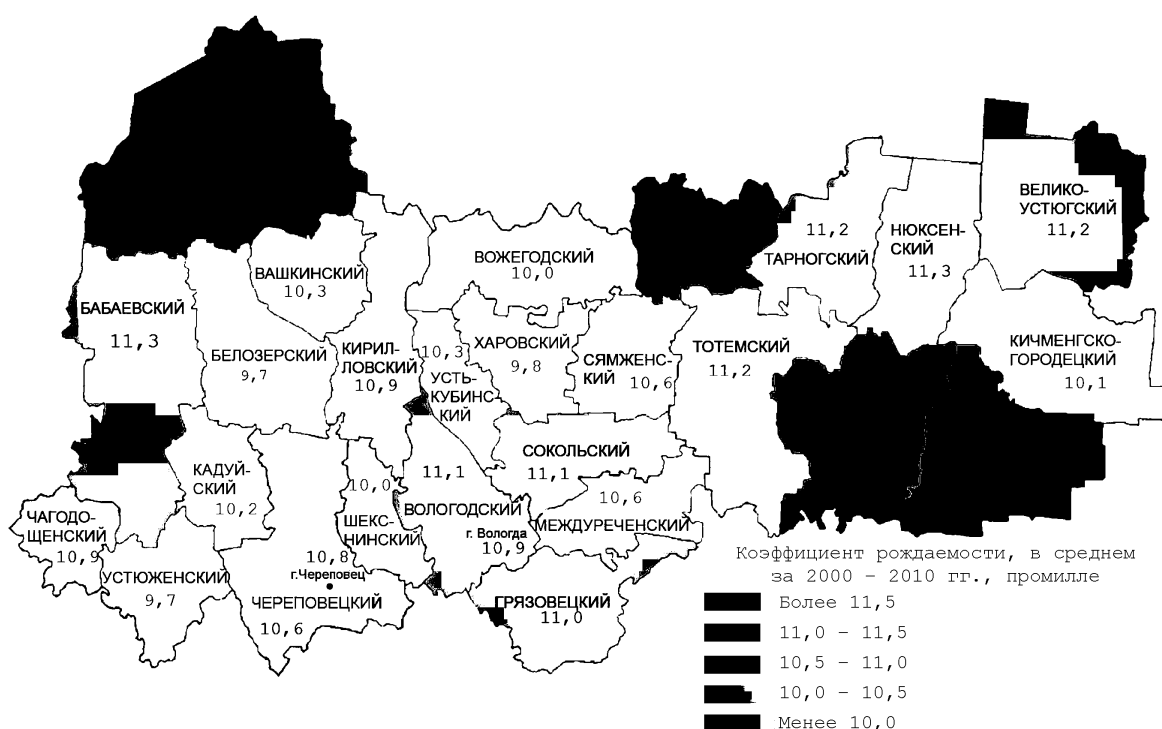 ВЕЛИКО-
УСТЮГСКИЙ
11,2
11,2
ТАРНОГСКИЙ
НЮКСЕН-
СКИЙ
11,3
ВОЖЕГОДСКИЙ
10,0
ВАШКИНСКИЙ
10,3
БАБАЕВСКИЙ
11,3
БЕЛОЗЕРСКИЙ
9,7
КИРИЛ-
ЛОВСКИЙ
10,9
10,3
УСТЬ-
КУБИНС-
КИЙ
ХАРОВСКИЙ
9,8
СЯМЖЕНС-
КИЙ 10,6
ТОТЕМСКИЙ
11,2
КИЧМЕНГСКО-
ГОРОДЕЦКИЙ
10,1
КАДУЙ-
СКИЙ
10,2
10,0
ШЕКС-
НИНСКИЙ
11,1
ВОЛОГОДСКИЙ
г. Вологда
10,9
СОКОЛЬСКИЙ
11,1
10,6
МЕЖДУРЕЧЕНСКИЙ
ЧАГОДО-
ЩЕНСКИЙ
10,9
УСТЮЖЕНСКИЙ
9,7
10,8
г.Череповец
ЧЕРЕПОВЕЦКИЙ
10,6
ГРЯЗОВЕЦКИЙ
11,0
Коэффициент рождаемости, в среднем
за 2000 - 2010 гг., промилле
Более 11,5
11,0 - 11,5
10,5 - 11,0
10,0 - 10,5
Менее 10,0